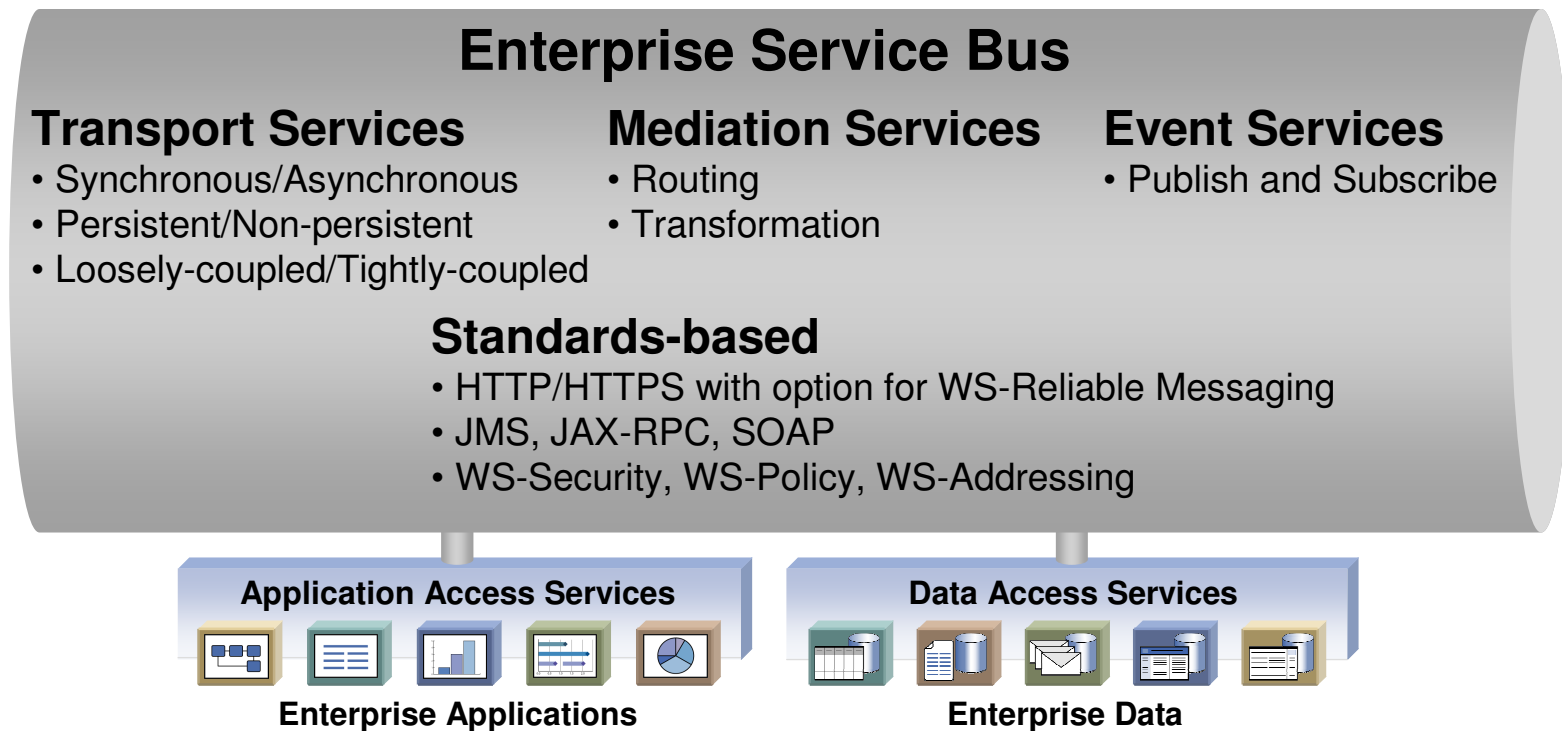 Enterprise Service Bus
Transport Services
• Synchronous/Asynchronous
• Persistent/Non-persistent
• Loosely-coupled/Tightly-coupled
Mediation Services
• Routing
• Transformation
Event Services
• Publish and Subscribe
Standards-based
• HTTP/HTTPS with option for WS-Reliable Messaging
• JMS, JAX-RPC, SOAP
• WS-Security, WS-Policy, WS-Addressing
Application Access Services
Enterprise Applications
Data Access Services
Enterprise Data